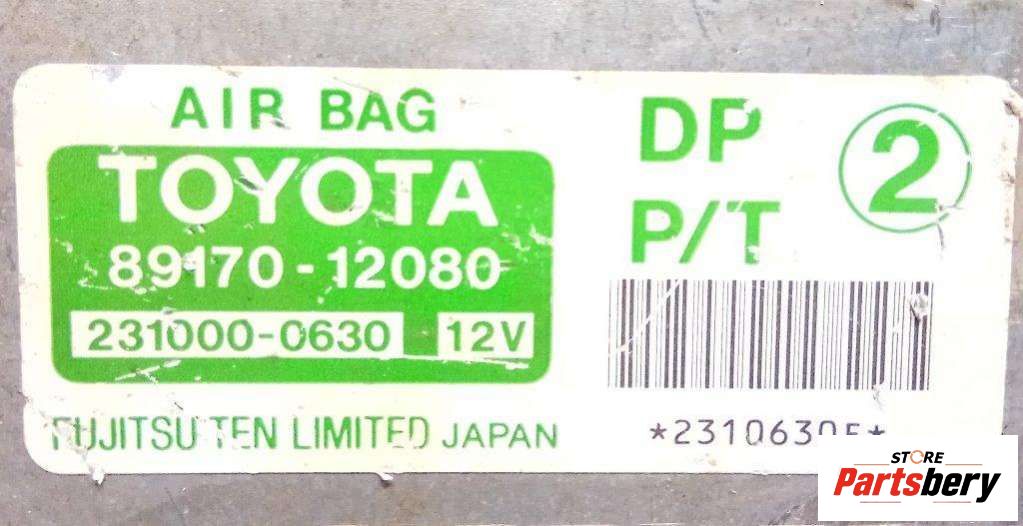 AIR BAG
TOYOTA
89170-12080
231000-0630 12V
FUJITSU TEN LIMITED JAPAN
DP
P/T
2
STORE
Partsbery